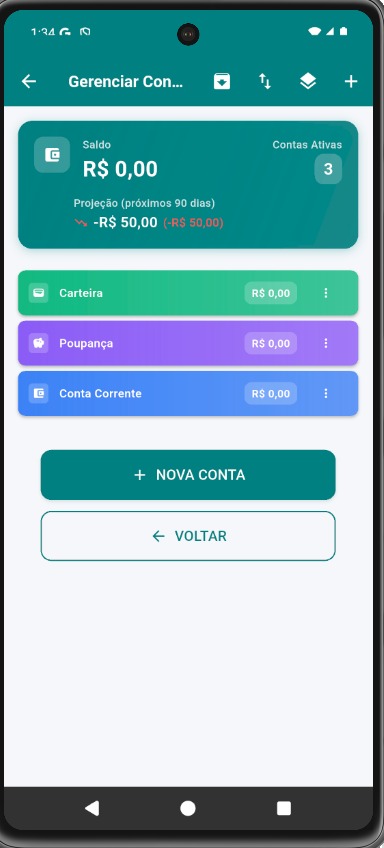 1:34
Gerenciar Con...
Saldo
Contas Ativas
R$ 0,00
3
Projeção (próximos 90 dias)
-R$ 50,00 (-R$ 50,00)
Carteira R$ 0,00
Poupança R$ 0,00
Conta Corrente R$ 0,00
+ NOVA CONTA
← VOLTAR